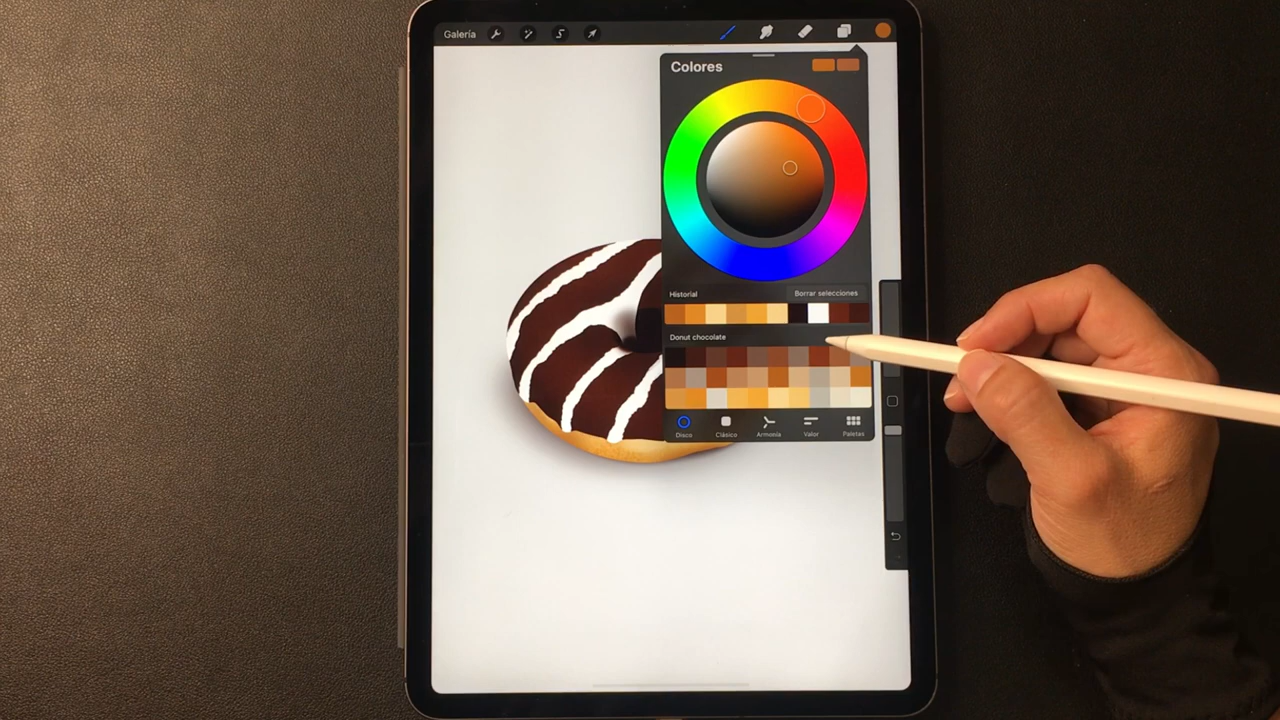 Galería
Colores
Historial
Borrar selecciones
Donut chocolate
Disco
Clásico
Armonía
Valor
Paletas